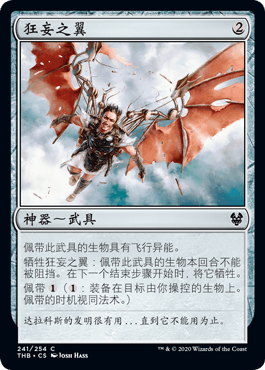 狂妄之翼 2
神器～武具
佩带此武具的生物具有飞行异能。
牺牲狂妄之翼：佩带此武具的生物本回合不能
被阻挡。在下一个结束步骤开始时，将它牺牲。
佩带 1（1：装备在目标由你操控的生物上。
佩带的时机视同法术。）
达拉科斯的发明很有用...直到它不能用为止。
241/254 C
THB • CS Josh Hass
™ & © 2020 Wizards of the Coast